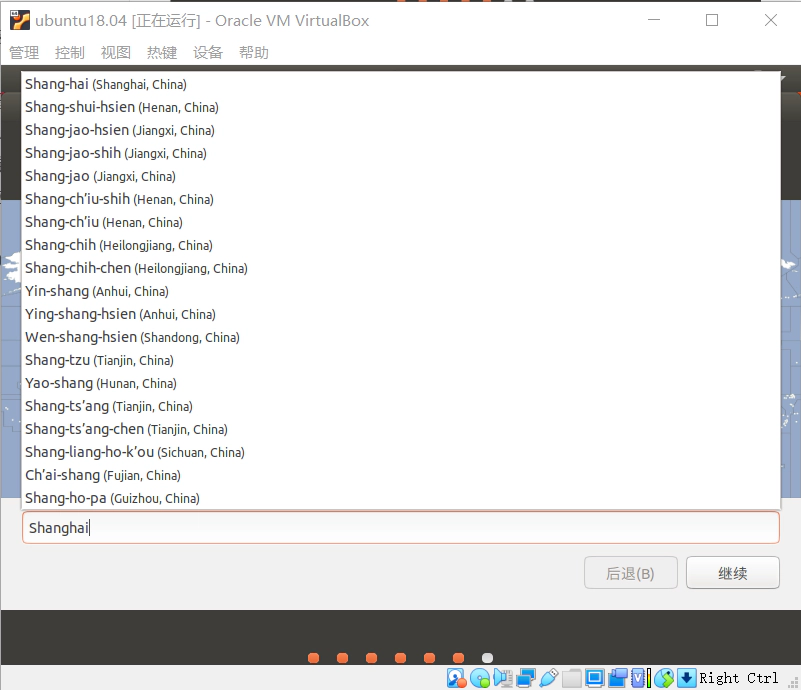 ubuntu18.04 [正在运行] - Oracle VM VirtualBox
管理 控制 视图 热键 设备 帮助
Shang-hai (Shanghai, China)
Shang-shui-hsien (Henan, China)
Shang-jao-hsien (Jiangxi, China)
Shang-jao-shih (Jiangxi, China)
Shang-jao (Jiangxi, China)
Shang-ch'iu-shih (Henan, China)
Shang-ch'iu (Henan, China)
Shang-chih (Heilongjiang, China)
Shang-chih-chen (Heilongjiang, China)
Yin-shang (Anhui, China)
Ying-shang-hsien (Anhui, China)
Wen-shang-hsien (Shandong, China)
Shang-tzu (Tianjin, China)
Yao-shang (Hunan, China)
Shang-ts'ang (Tianjin, China)
Shang-ts'ang-chen (Tianjin, China)
Shang-liang-ho-k'ou (Sichuan, China)
Ch'ai-shang (Fujian, China)
Shang-ho-pa (Guizhou, China)
Shanghai
后退(B) 继续
Right Ctrl